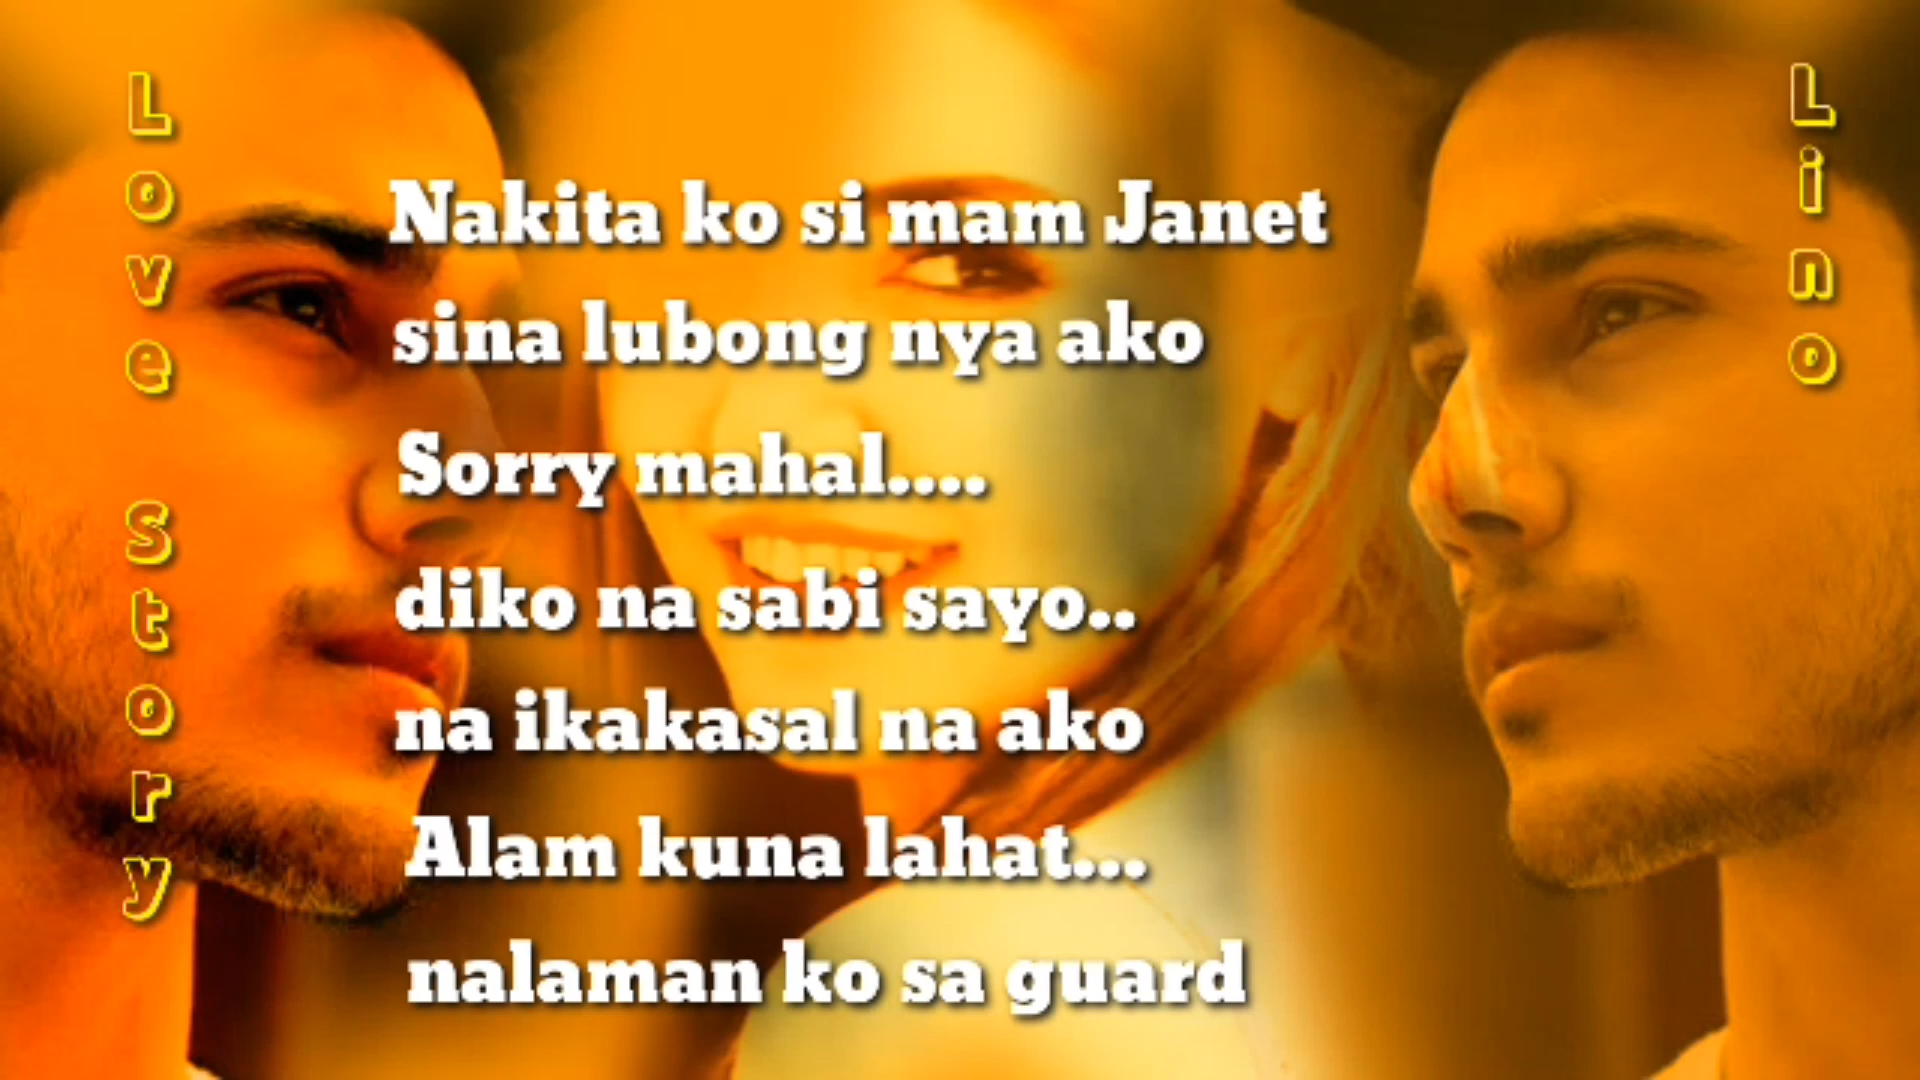 Love Story
Lino
Nakita ko si mam Janet
sina lubong nya ako
Sorry mahal....
diko na sabi sayo..
na ikakasal na ako
Alam kuna lahat...
nalaman ko sa guard